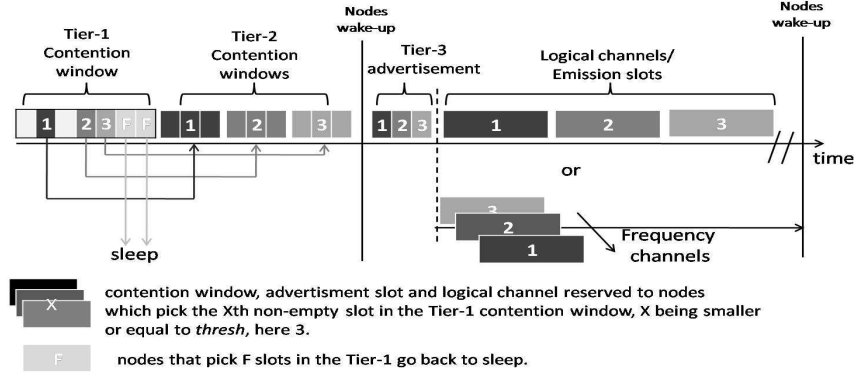 Nodes
wake-up
Nodes
wake-up
Tier-1
Contention
window
Tier-2
Contention
windows
Tier-3
advertisement
Logical channels/
Emission slots
1 2 3 F F 1 2 3 1 2 3 1 2 3
time
or
sleep
3
2
1
Frequency
channels
X
contention window, advertisment slot and logical channel reserved to nodes
which pick the Xth non-empty slot in the Tier-1 contention window, X being smaller
or equal to thresh, here 3.
F
nodes that pick F slots in the Tier-1 go back to sleep.